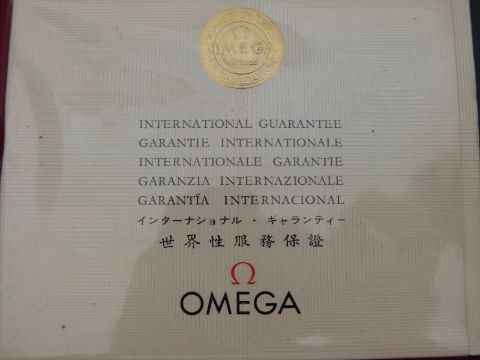 Ω
OMEGA
INTERNATIONAL GUARANTEE
GARANTIE INTERNATIONALE
INTERNATIONALE GARANTIE
GARANZIA INTERNAZIONALE
GARANTÍA INTERNACIONAL
インターナショナル・ギャランティー
世界性服務保證
Ω
OMEGA